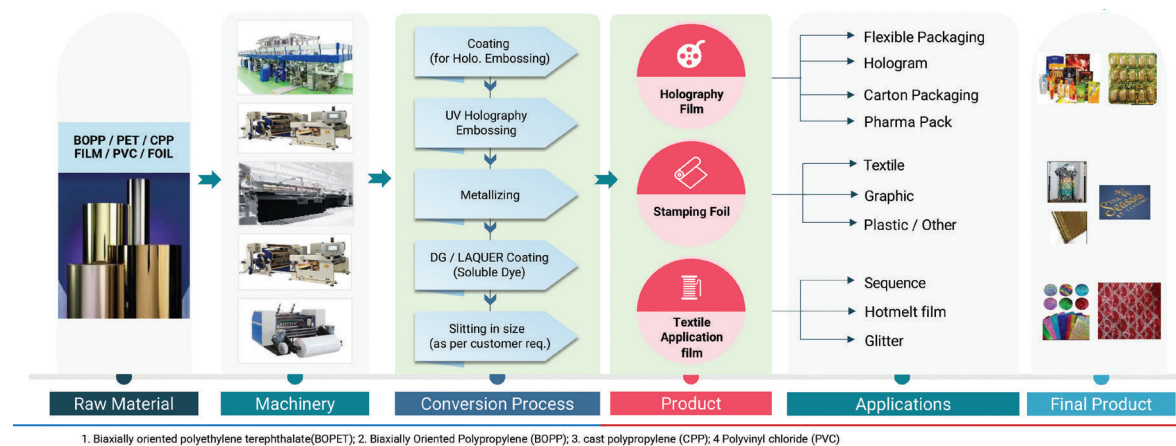 BOPP / PET / CPP
FILM / PVC / FOIL
Coating
(for Holo. Embossing)
UV Holography
Embossing
Metallizing
DG / LAQUER Coating
(Soluble Dye)
Slitting in size
(as per customer req.)
Holography
Film
Stamping Foil
Textile
Application
film
Flexible Packaging
Hologram
Carton Packaging
Pharma Pack
Textile
Graphic
Plastic / Other
Sequence
Hotmelt film
Glitter
Seasons
Raw Material
Machinery
Conversion Process
Product
Applications
Final Product
1. Biaxially oriented polyethylene terephthalate(BOPET); 2. Biaxially Oriented Polypropylene (BOPP); 3. cast polypropylene (CPP); 4 Polyvinyl chloride (PVC)